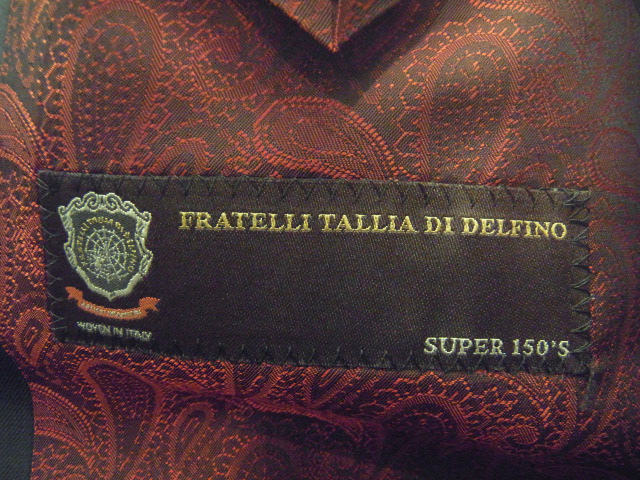 FRATELLI TALLIA DI DELFINO
WOVEN IN ITALY
SUPER 150'S